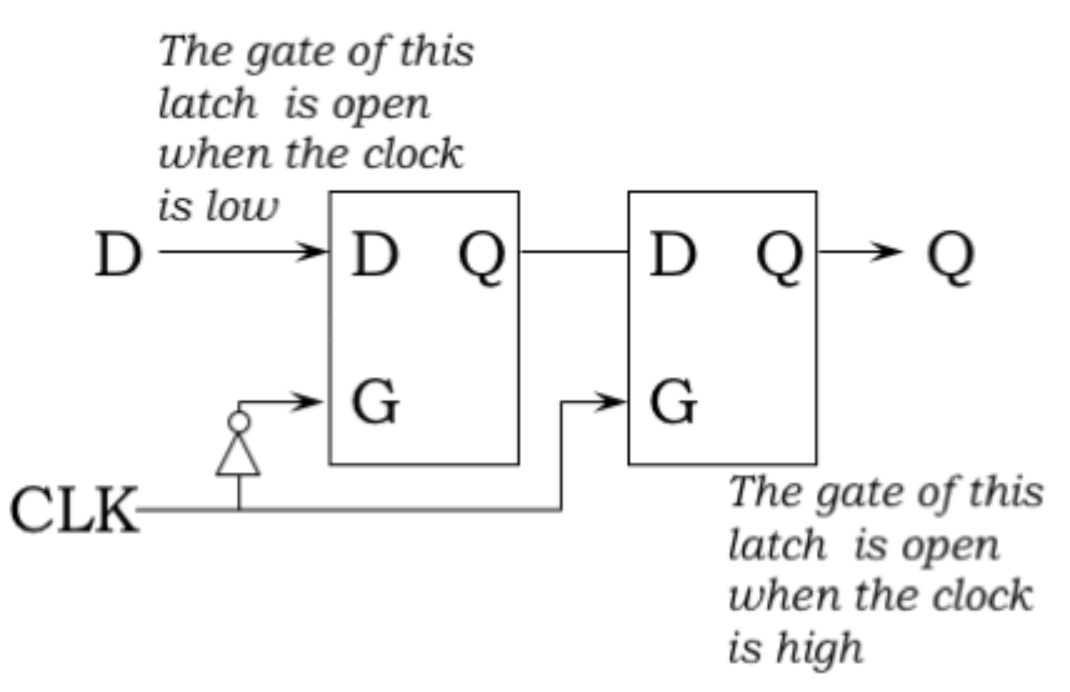 The gate of this
latch is open
when the clock
is low
D
D Q
D Q
Q
G
G
CLK
The gate of this
latch is open
when the clock
is high